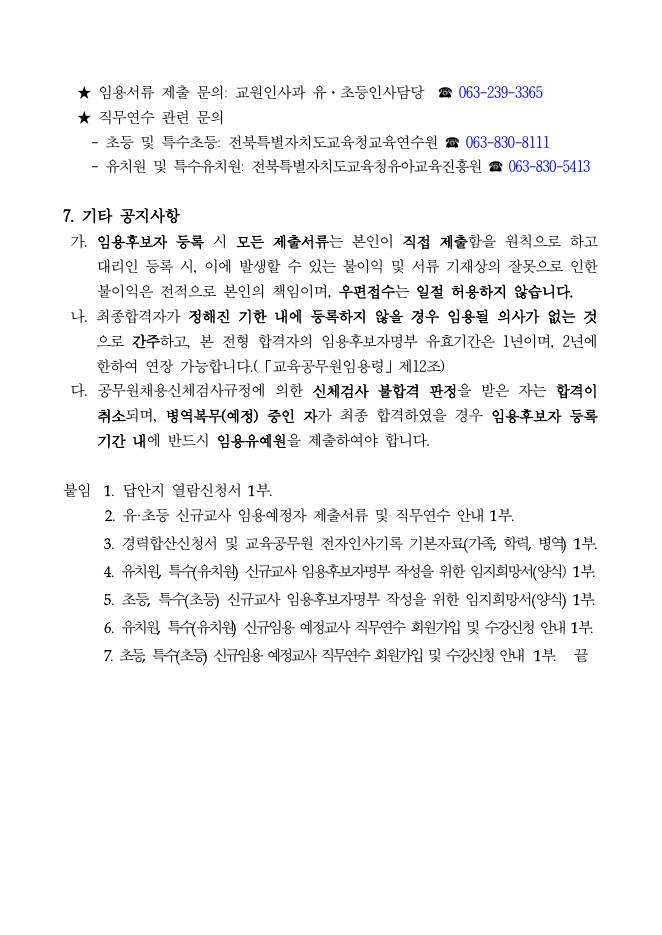 ★ 임용서류 제출 문의: 교원인사과 유・초등인사담당 ☎ 063-239-3365
★ 직무연수 관련 문의
- 초등 및 특수초등: 전북특별자치도교육청교육연수원 ☎ 063-830-8111
- 유치원 및 특수유치원: 전북특별자치도교육청유아교육진흥원 ☎ 063-830-5413
7. 기타 공지사항
가. 임용후보자 등록 시 모든 제출서류는 본인이 직접 제출함을 원칙으로 하고
대리인 등록 시, 이에 발생할 수 있는 불이익 및 서류 기재상의 잘못으로 인한
불이익은 전적으로 본인의 책임이며, 우편접수는 일절 허용하지 않습니다.
나. 최종합격자가 정해진 기한 내에 등록하지 않을 경우 임용될 의사가 없는 것
으로 간주하고, 본 전형 합격자의 임용후보자명부 유효기간은 1년이며, 2년에
한하여 연장 가능합니다.(「교육공무원임용령」제12조)
다. 공무원채용신체검사규정에 의한 신체검사 불합격 판정을 받은 자는 합격이
취소되며, 병역복무(예정) 중인 자가 최종 합격하였을 경우 임용후보자 등록
기간 내에 반드시 임용유예원을 제출하여야 합니다.
붙임 1. 답안지 열람신청서 1부.
2. 유·초등 신규교사 임용예정자 제출서류 및 직무연수 안내 1부.
3. 경력합산신청서 및 교육공무원 전자인사기록 기본자료(가족, 학력, 병역) 1부.
4. 유치원, 특수(유치원) 신규교사 임용후보자명부 작성을 위한 임지희망서(양식) 1부.
5. 초등, 특수(초등) 신규교사 임용후보자명부 작성을 위한 임지희망서(양식) 1부.
6. 유치원, 특수(유치원) 신규임용 예정교사 직무연수 회원가입 및 수강신청 안내 1부.
7. 초등, 특수(초등) 신규임용 예정교사 직무연수 회원가입 및 수강신청 안내 1부. 끝